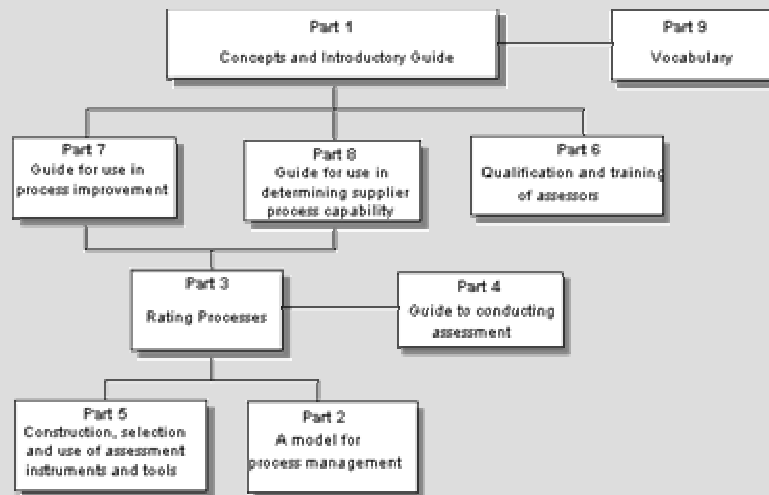 Part 1
Concepts and Introductory Guide
Part 9
Vocabulary
Part 7
Guide for use in
process improvement
Part 8
Guide for use in
determining supplier
process capability
Part 6
Qualification and training
of assessors
Part 3
Rating Processes
Part 4
Guide to conducting
assessment
Part 5
Construction, selection
and use of assessment
instruments and tools
Part 2
A model for
process management